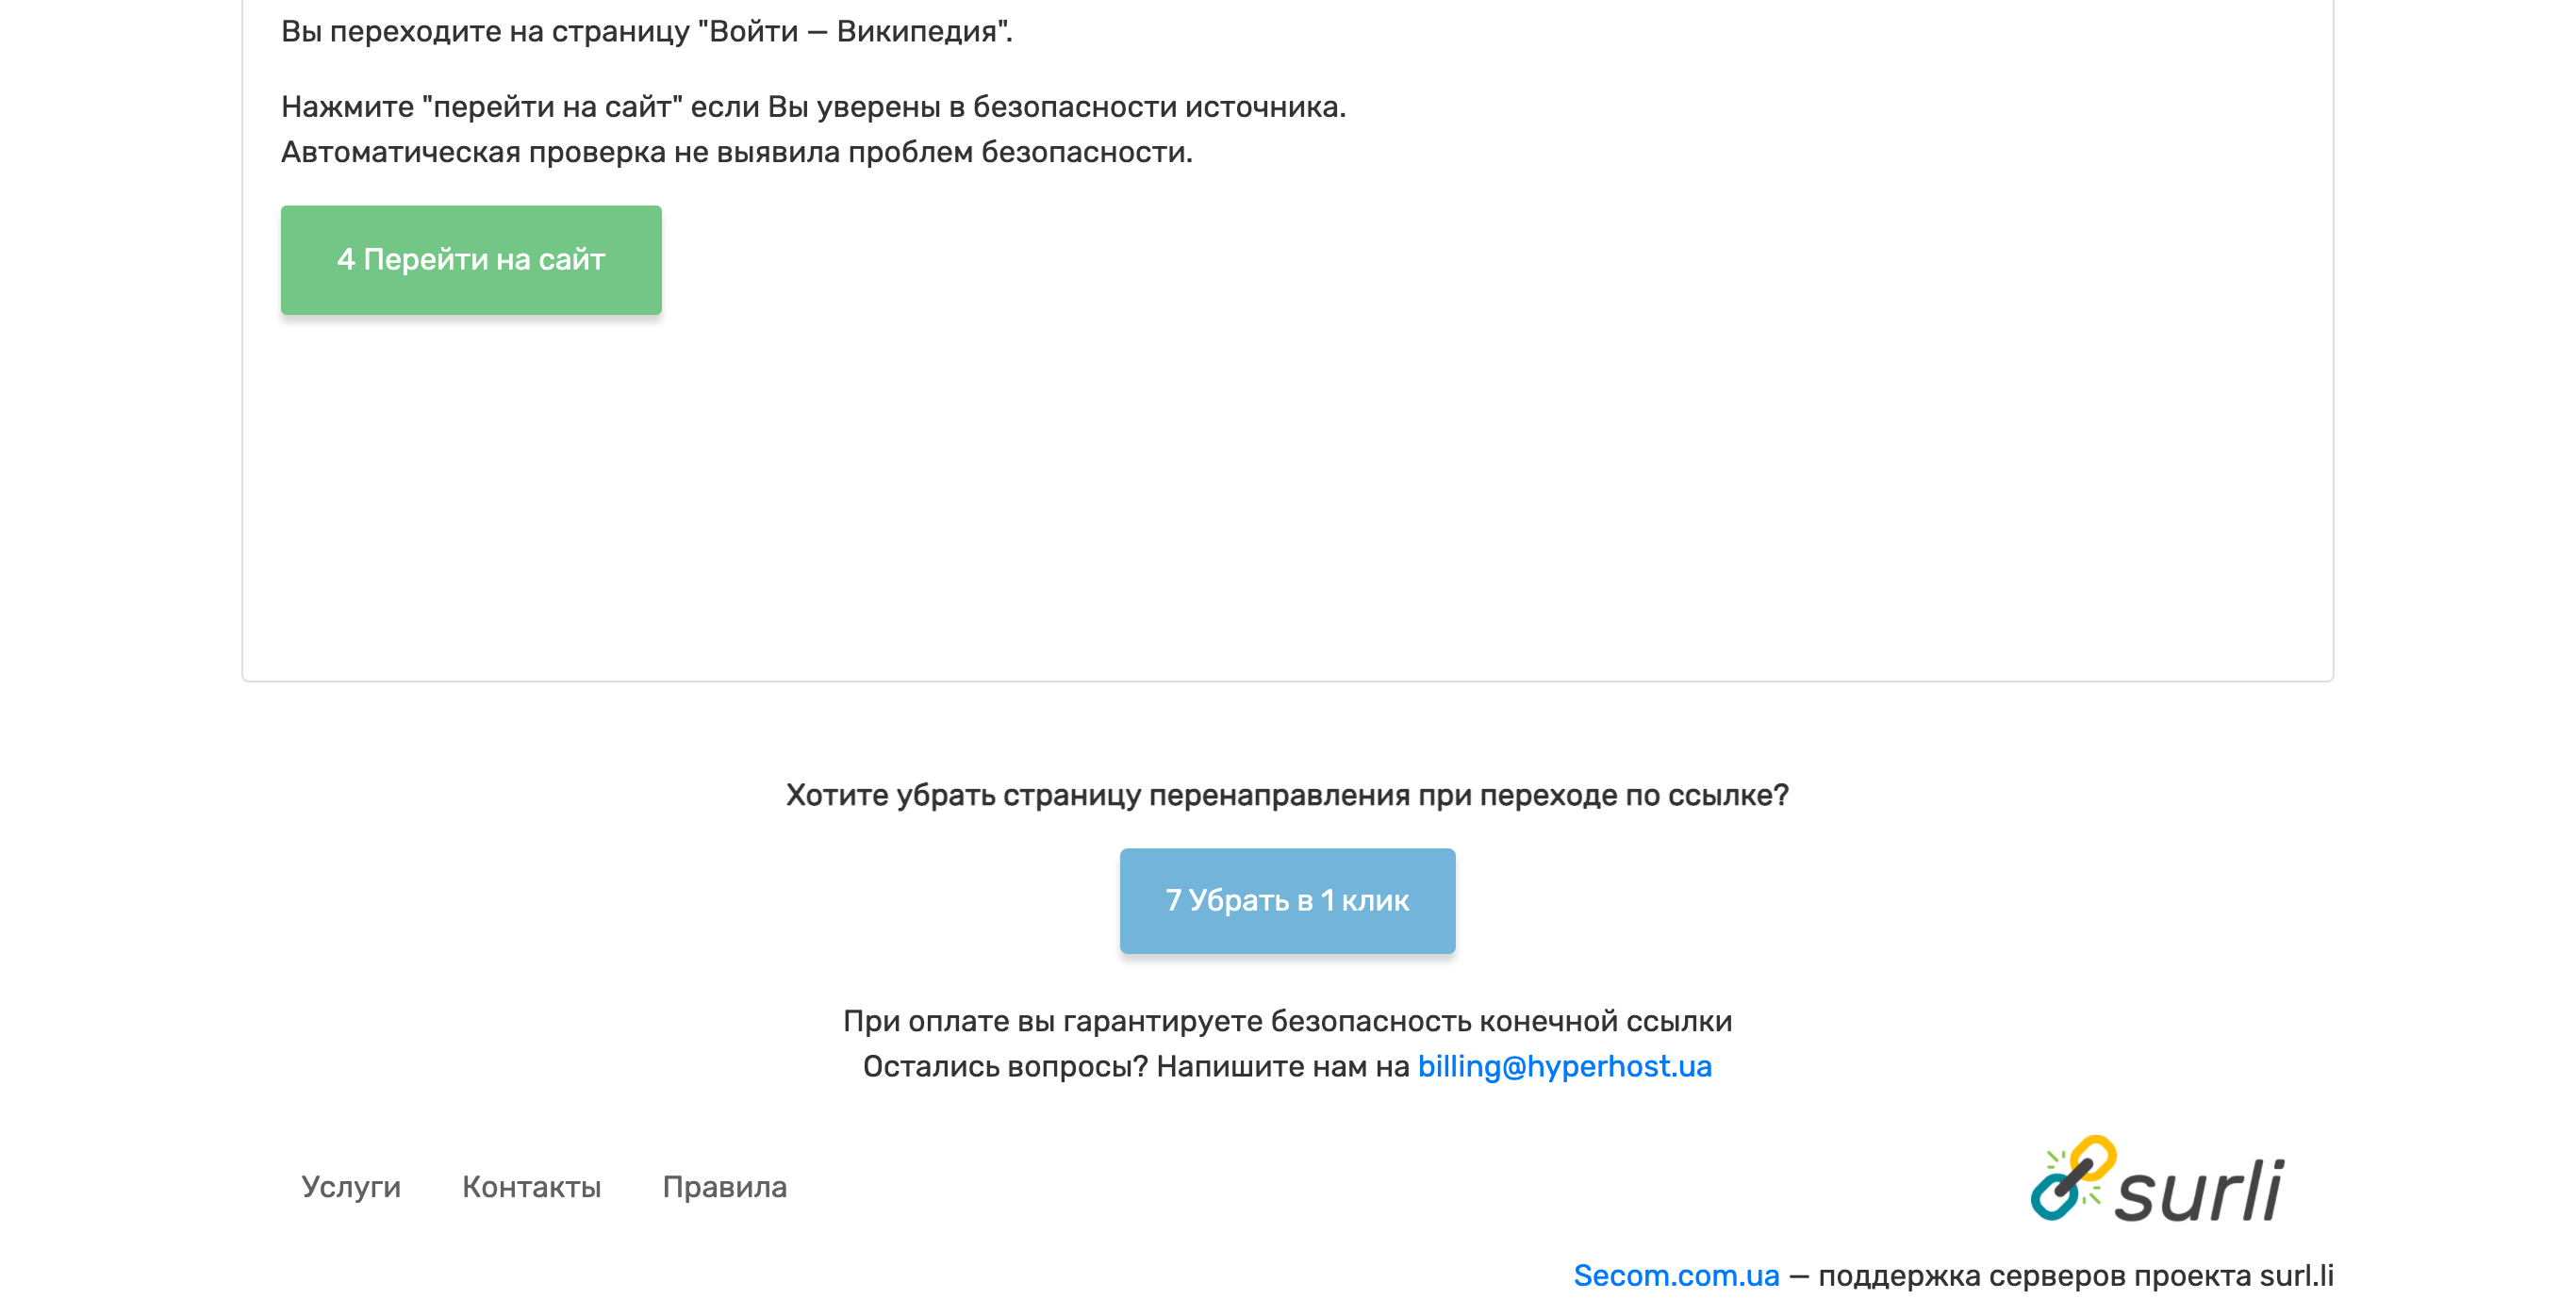 Вы переходите на страницу "Войти — Википедия".
Нажмите "перейти на сайт" если Вы уверены в безопасности источника.
Автоматическая проверка не выявила проблем безопасности.
4 Перейти на сайт
Хотите убрать страницу перенаправления при переходе по ссылке?
7 Убрать в 1 клик
При оплате вы гарантируете безопасность конечной ссылки
Остались вопросы? Напишите нам на billing@hyperhost.ua
Услуги Контакты Правила
surli
Secom.com.ua — поддержка серверов проекта surl.li